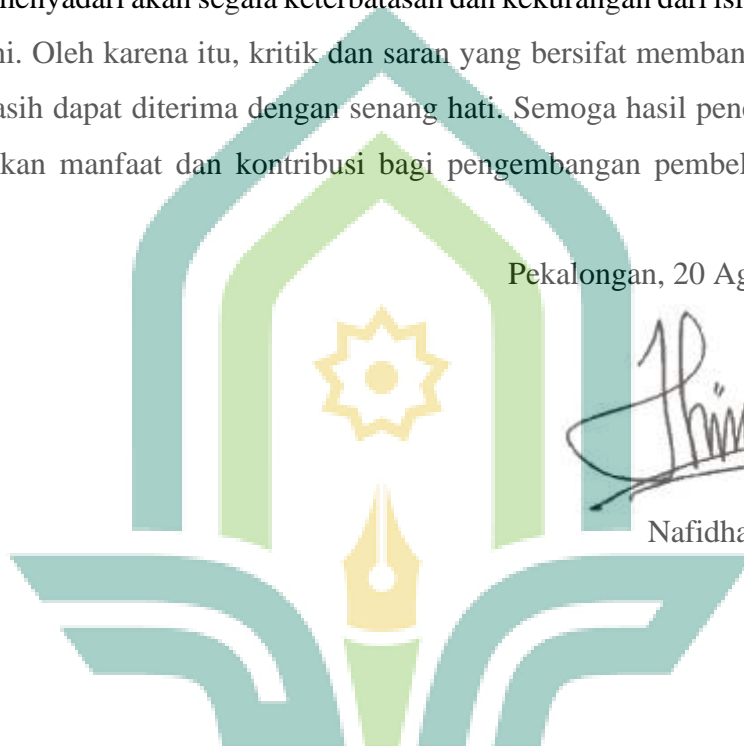 menyadari akan segala keterbatasan dan kekurangan dari isi
ni. Oleh karena itu, kritik dan saran yang bersifat memban
asih dapat diterima dengan senang hati. Semoga hasil pene
kan manfaat dan kontribusi bagi pengembangan pembel
Pekalongan, 20 Ag
Nafidha